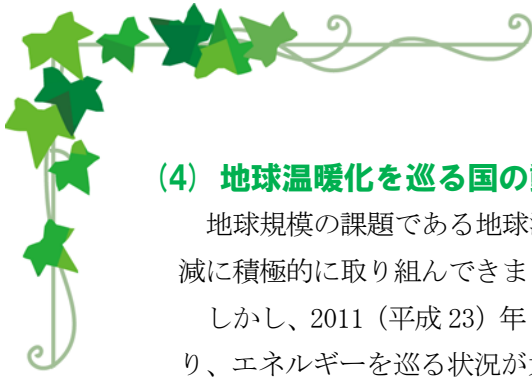 (4) 地球温暖化を巡る国の
地球規模の課題である地球
減に積極的に取り組んできま
しかし、2011（平成 23）年
り、エネルギーを巡る状況が